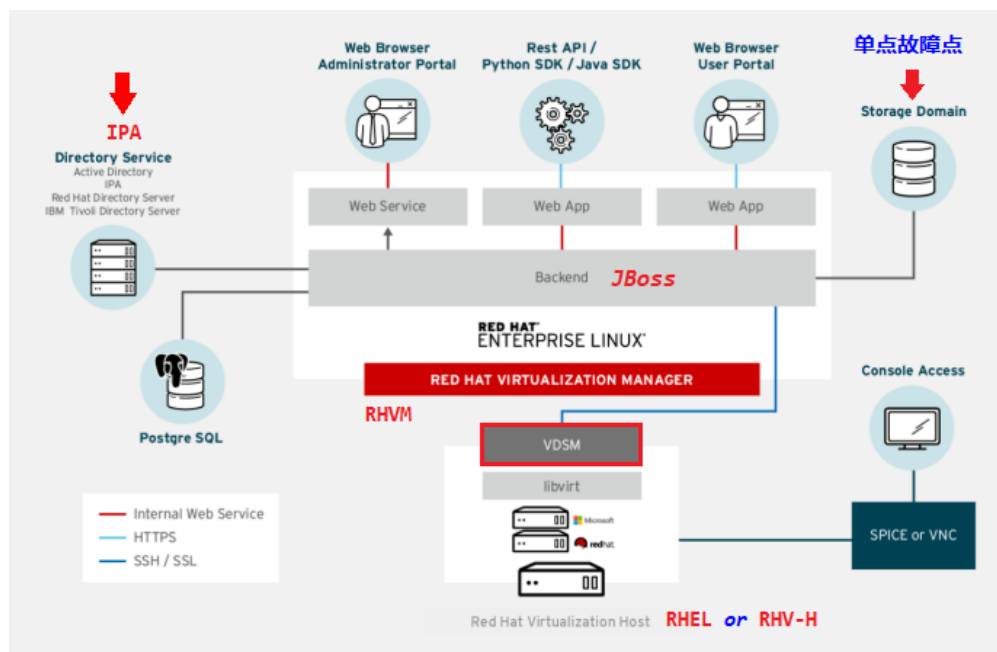 Web Browser
Administrator Portal
Rest API /
Python SDK / Java SDK
Web Browser
User Portal
单点故障点
Storage Domain
IPA
Directory Service
Active Directory
IPA
Red Hat Directory Server
IBM Tivoli Directory Server
Web Service
Web App
Web App
Backend
JBoss
RED HAT
ENTERPRISE LINUX
RED HAT VIRTUALIZATION MANAGER
RHVM
Postgre SQL
Console Access
VDSM
libvirt
Microsoft
redhat
SPICE or VNC
Internal Web Service
HTTPS
SSH / SSL
Red Hat Virtualization Host
RHEL or RHV-H